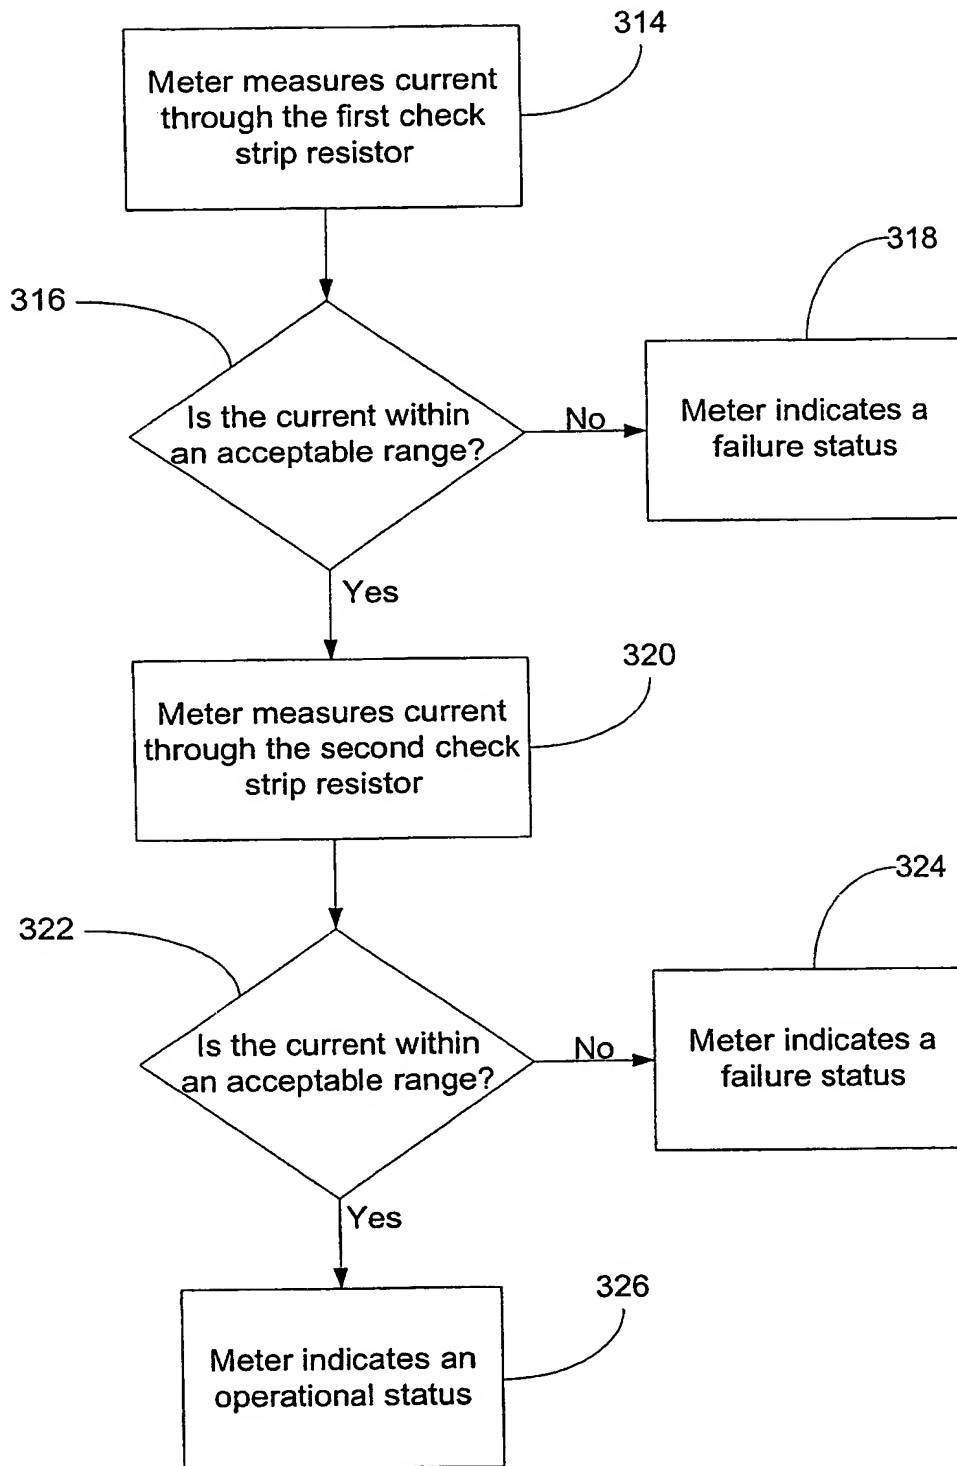 314
Meter measures current
through the first check
strip resistor
318
316
Is the current within
an acceptable range?
No
Meter indicates a
failure status
Yes
320
Meter measures current
through the second check
strip resistor
324
322
Is the current within
an acceptable range?
No
Meter indicates a
failure status
Yes
326
Meter indicates an
operational status